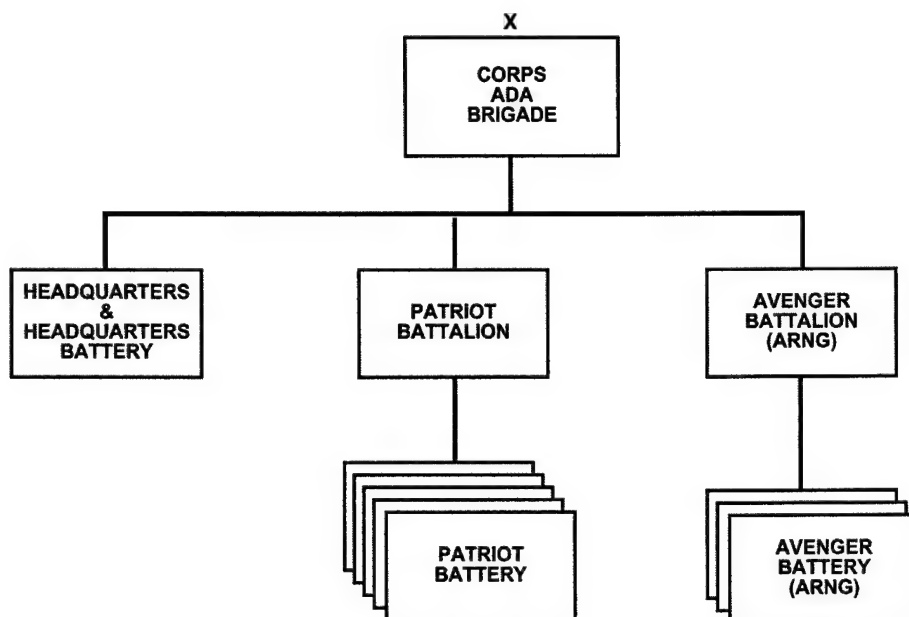 X
CORPS
ADA
BRIGADE
HEADQUARTERS
&
HEADQUARTERS
BATTERY
PATRIOT
BATTALION
AVENGER
BATTALION
(ARNG)
PATRIOT
BATTERY
AVENGER
BATTERY
(ARNG)